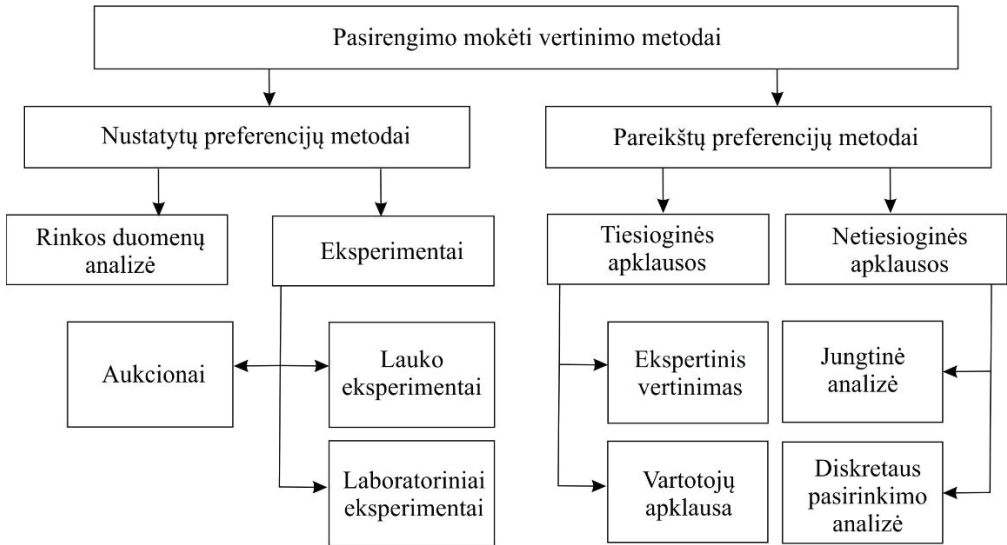 Pasirengimo mokėti vertinimo metodai
Nustatytų preferencijų metodai
Pareikštų preferencijų metodai
Rinkos duomenų
analizė
Eksperimentai
Tiesioginės
apklausos
Netiesioginės
apklausos
Aukcionai
Lauko
eksperimentai
Ekspertinis
vertinimas
Jungtinė
analizė
Laboratoriniai
eksperimentai
Vartotojų
apklausa
Diskretaus
pasirinkimo
analizė